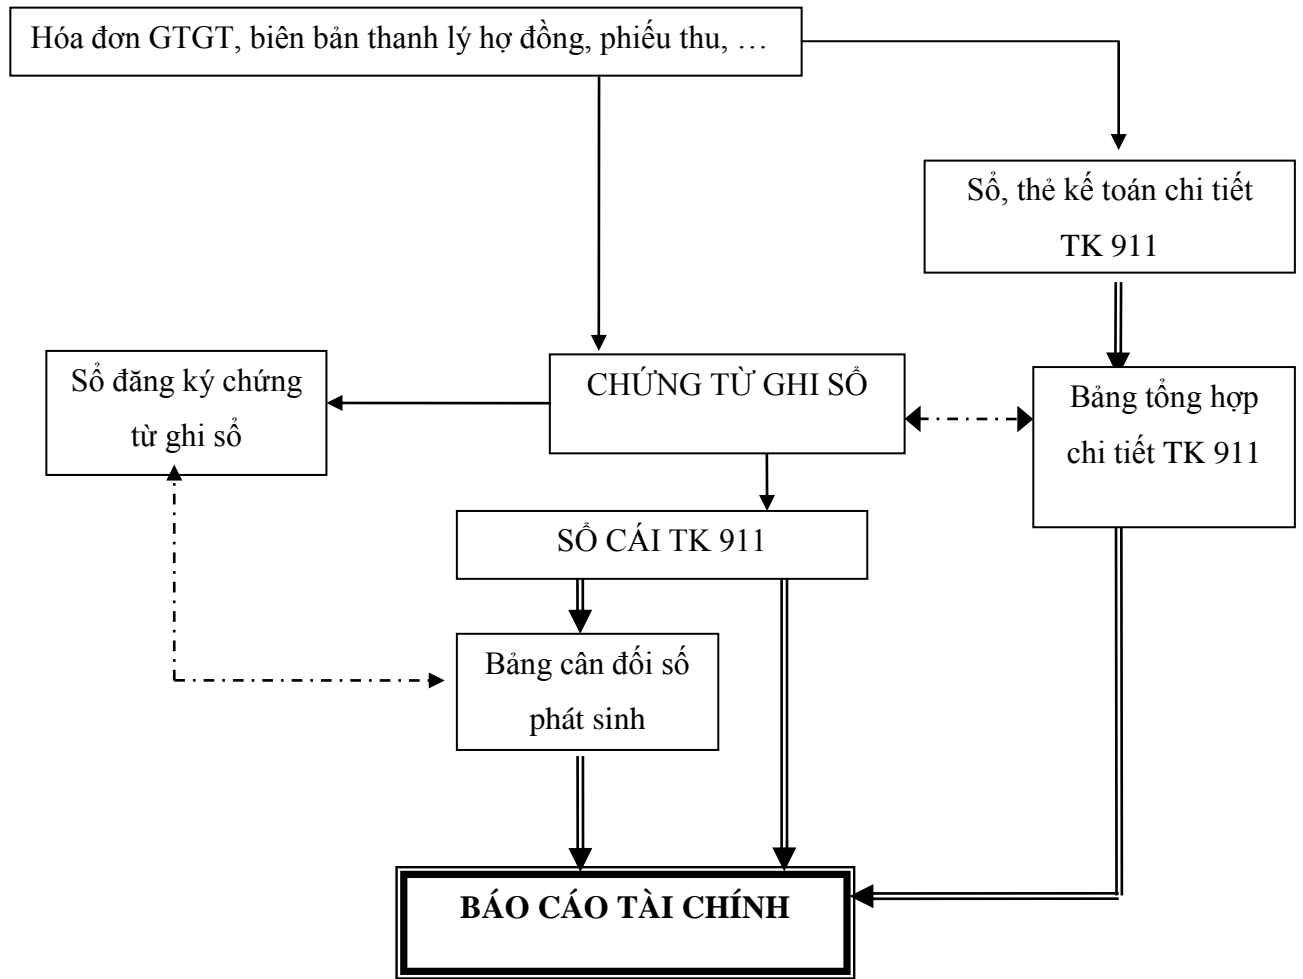 Hóa đơn GTGT, biên bản thanh lý hợ đồng, phiếu thu, …
Sổ, thẻ kế toán chi tiết
TK 911
Sổ đăng ký chứng
từ ghi sổ
CHỨNG TỪ GHI SỔ
Bảng tổng hợp
chi tiết TK 911
SỔ CÁI TK 911
Bảng cân đối số
phát sinh
BÁO CÁO TÀI CHÍNH